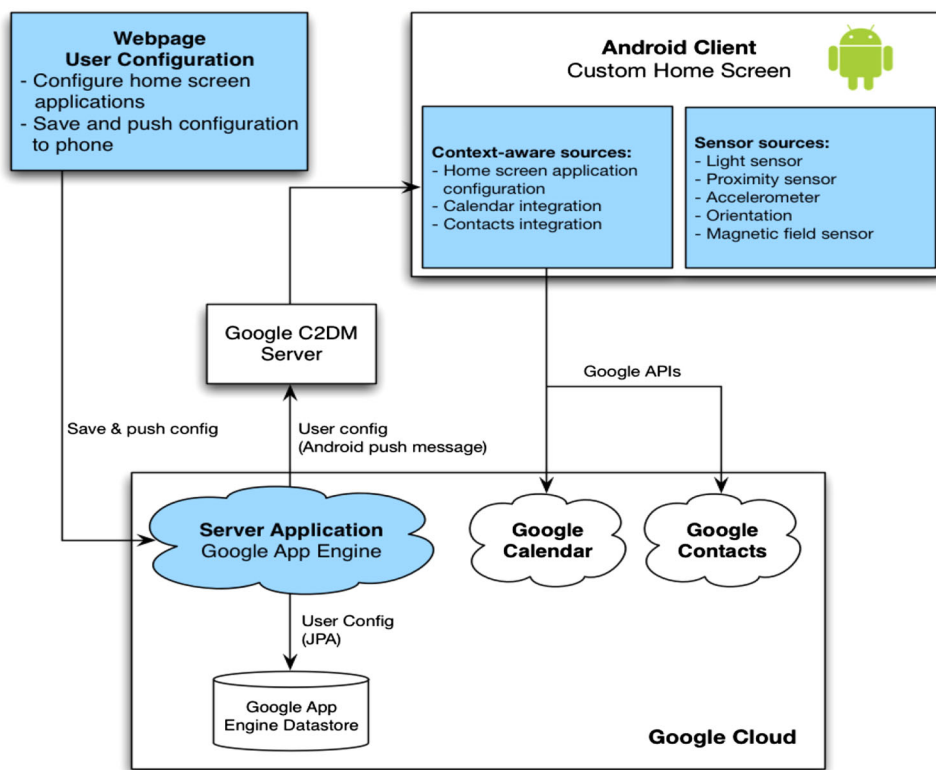 Webpage
User Configuration
- Configure home screen
applications
- Save and push configuration
to phone
Android Client
Custom Home Screen
Context-aware sources:
- Home screen application
configuration
- Calendar integration
- Contacts integration
Sensor sources:
- Light sensor
- Proximity sensor
- Accelerometer
- Orientation
- Magnetic field sensor
Google C2DM
Server
Google APIs
Save & push config
User config
(Android push message)
Server Application
Google App Engine
Google
Calendar
Google
Contacts
User Config
(JPA)
Google App
Engine Datastore
Google Cloud